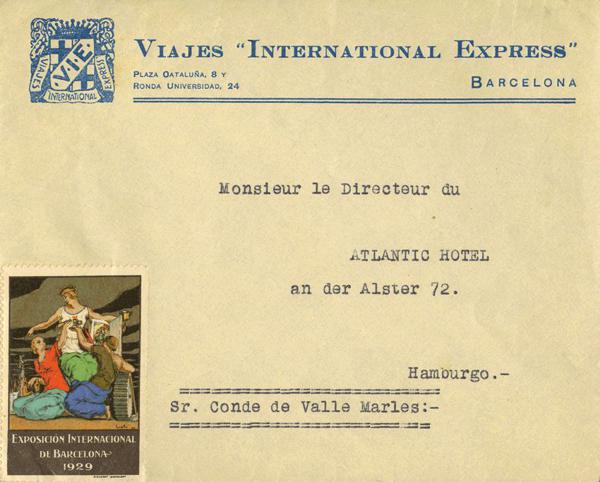 V.I.E.
VIAJES INTERNATIONAL EXPRESS
VIAJES "INTERNATIONAL EXPRESS"
PLAZA CATALUÑA, 8 Y
RONDA UNIVERSIDAD, 24
BARCELONA
Monsieur le Directeur du
ATLANTIC HOTEL
an der Alster 72.
Hamburgo.-
Sr. Conde de Valle Marles:-
EXPOSICIÓN INTERNACIONAL
DE BARCELONA
1929